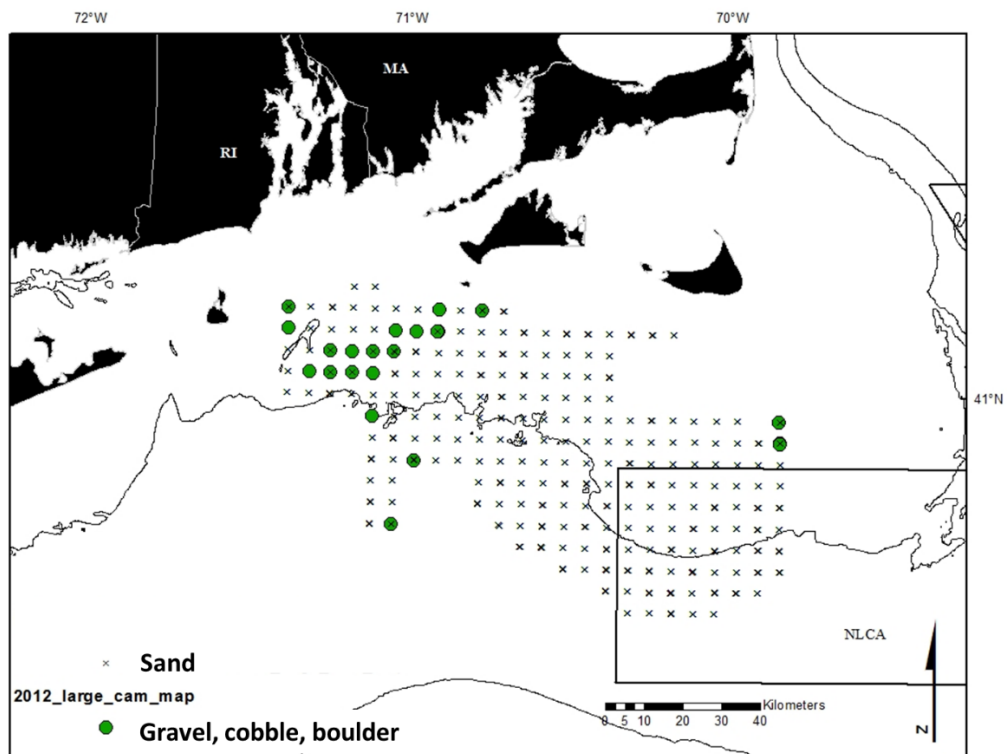 72°W 71°W 70°W
MA
RI
41°N
NLCA
Sand
2012_large_cam_map
Gravel, cobble, boulder
Kilometers
0 5 10 20 30 40
N